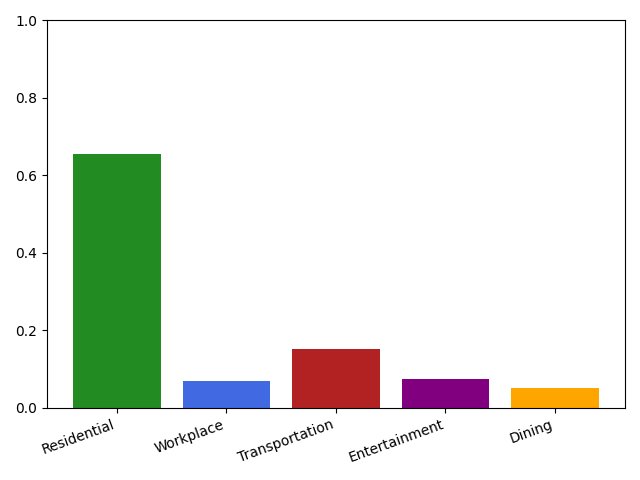 1.0
0.8
0.6
0.4
0.2
0.0
Residential
Workplace
Transportation
Entertainment
Dining